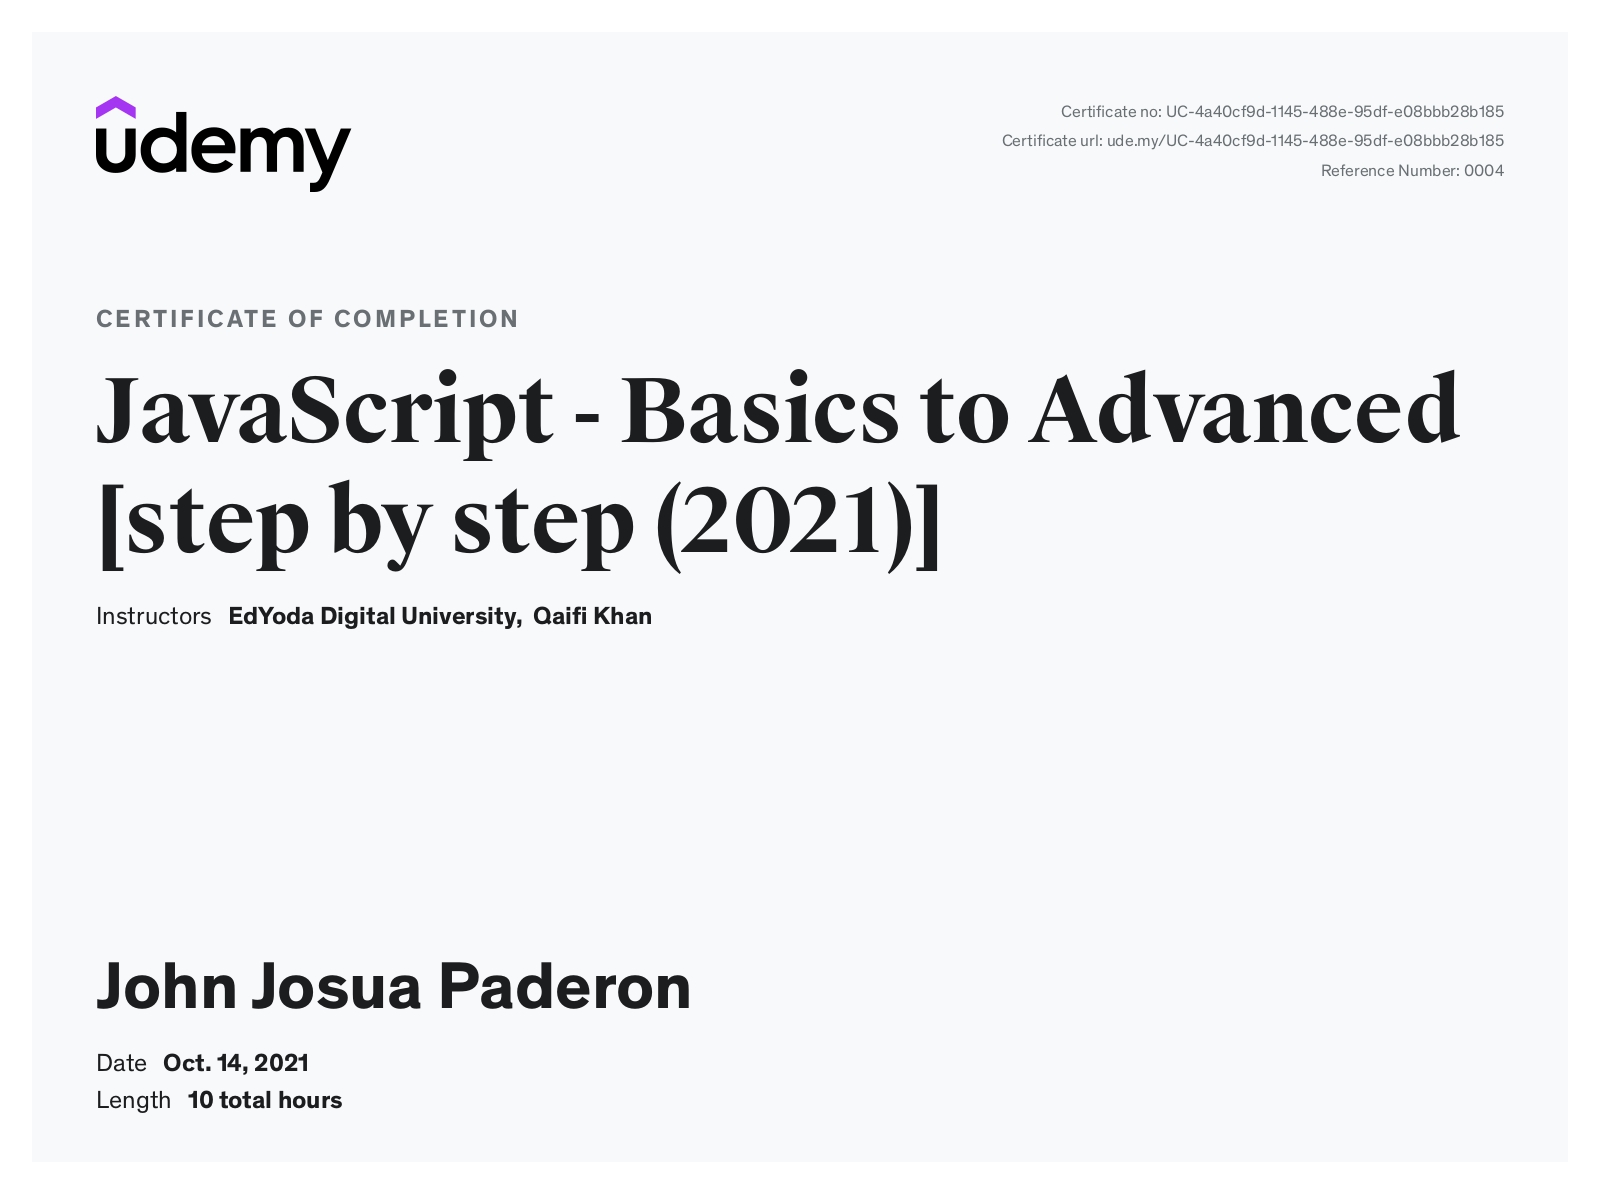 udemy
Certificate no: UC-4a40cf9d-1145-488e-95df-e08bbb28b185
Certificate url: ude.my/UC-4a40cf9d-1145-488e-95df-e08bbb28b185
Reference Number: 0004
CERTIFICATE OF COMPLETION
JavaScript - Basics to Advanced
[step by step (2021)]
Instructors EdYoda Digital University, Qaifi Khan
John Josua Paderon
Date Oct. 14, 2021
Length 10 total hours